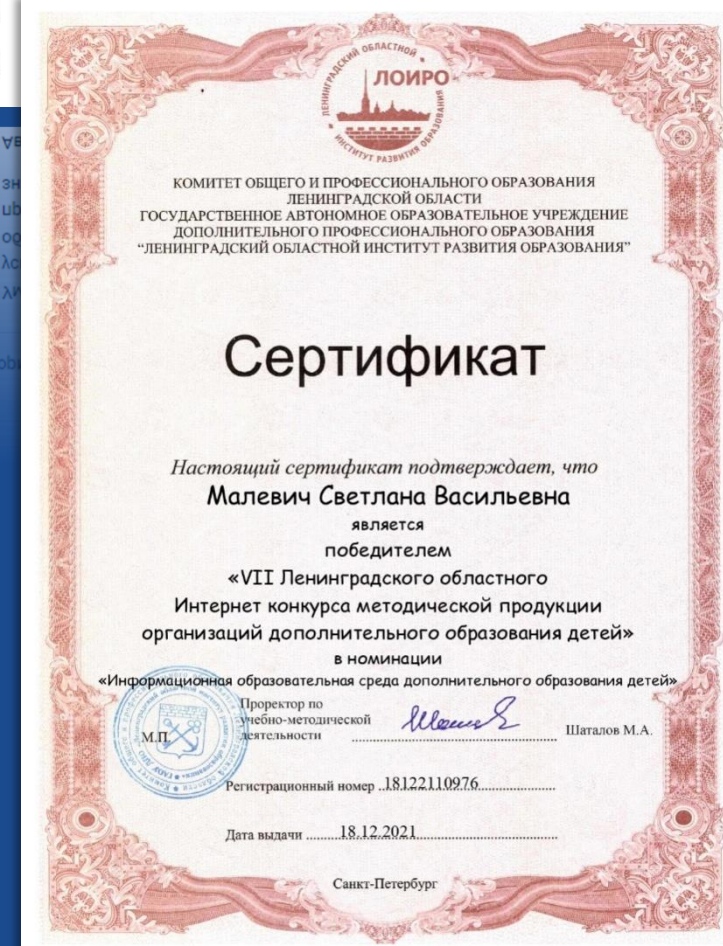 ЛЕНИНГРАДСКИЙ ОБЛАСТНОЙ
ЛОИРО
ИНСТИТУТ РАЗВИТИЯ ОБРАЗОВАНИЯ
КОМИТЕТ ОБЩЕГО И ПРОФЕССИОНАЛЬНОГО ОБРАЗОВАНИЯ
ЛЕНИНГРАДСКОЙ ОБЛАСТИ
ГОСУДАРСТВЕННОЕ АВТОНОМНОЕ ОБРАЗОВАТЕЛЬНОЕ УЧРЕЖДЕНИЕ
ДОПОЛНИТЕЛЬНОГО ПРОФЕССИОНАЛЬНОГО ОБРАЗОВАНИЯ
“ЛЕНИНГРАДСКИЙ ОБЛАСТНОЙ ИНСТИТУТ РАЗВИТИЯ ОБРАЗОВАНИЯ”
Сертификат
Настоящий сертификат подтверждает, что
Малевич Светлана Васильевна
является
победителем
«VII Ленинградского областного
Интернет конкурса методической продукции
организаций дополнительного образования детей»
в номинации
«Информационная образовательная среда дополнительного образования детей»
Проректор по
учебно-методической
М.П. деятельности Шаталов М.А.
Регистрационный номер 18122110976
Дата выдачи 18.12.2021
Санкт-Петербург